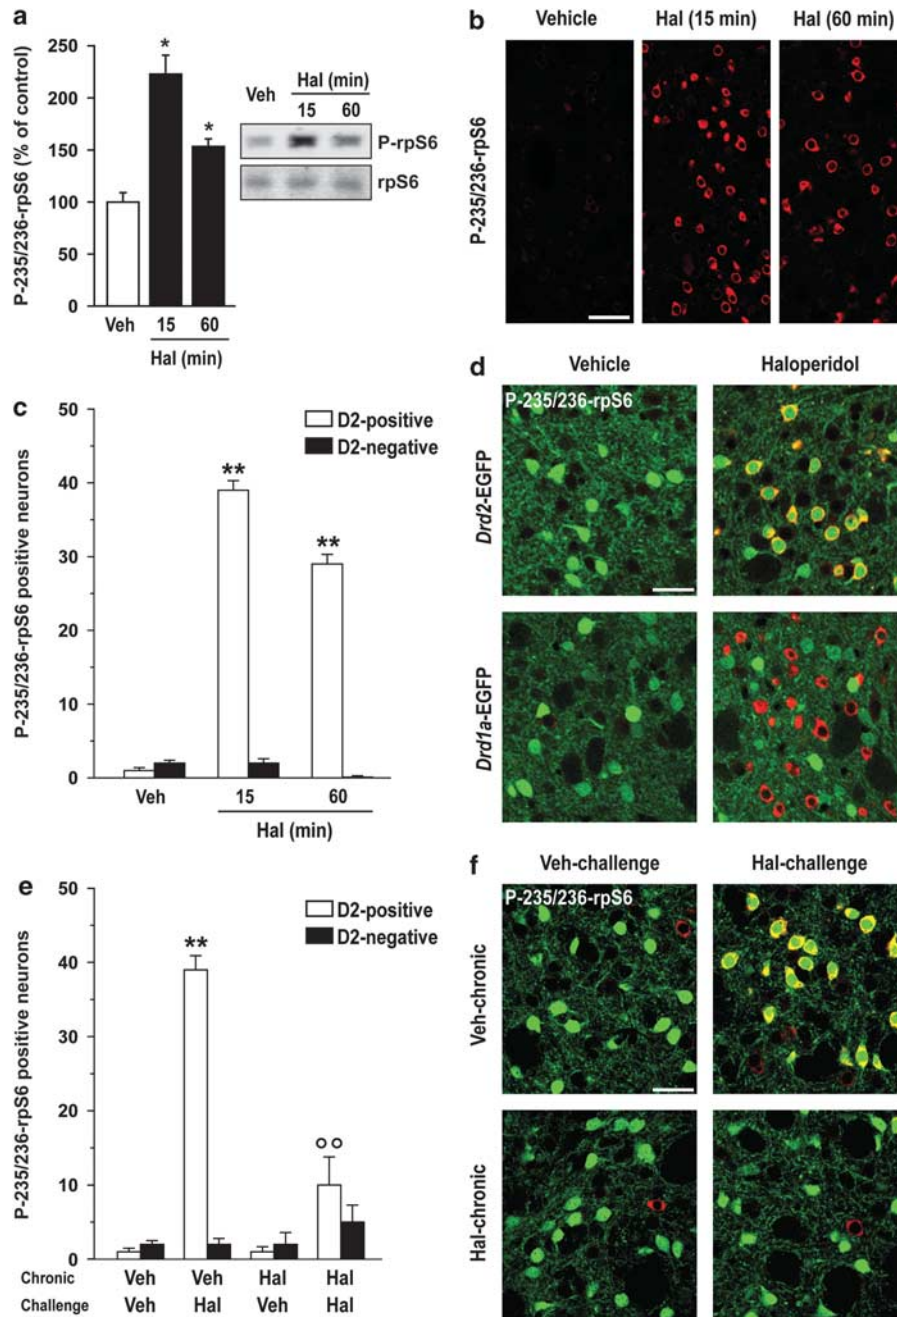 a
P-235/236-rpS6 (% of control)
250
200
150
100
50
0
*
*
Veh
15
60
Hal (min)
Veh
Hal (min)
15
60
P-rpS6
rpS6
b
Vehicle
Hal (15 min)
Hal (60 min)
P-235/236-rpS6
c
P-235/236-rpS6 positive neurons
50
40
30
20
10
0
D2-positive
D2-negative
**
**
Veh
15
60
Hal (min)
d
Vehicle
Haloperidol
P-235/236-rpS6
Drd2-EGFP
Drd1a-EGFP
e
P-235/236-rpS6 positive neurons
50
40
30
20
10
0
D2-positive
D2-negative
**
°°
Chronic
Veh
Veh
Hal
Hal
Challenge
Veh
Hal
Veh
Hal
f
Veh-challenge
Hal-challenge
P-235/236-rpS6
Veh-chronic
Hal-chronic